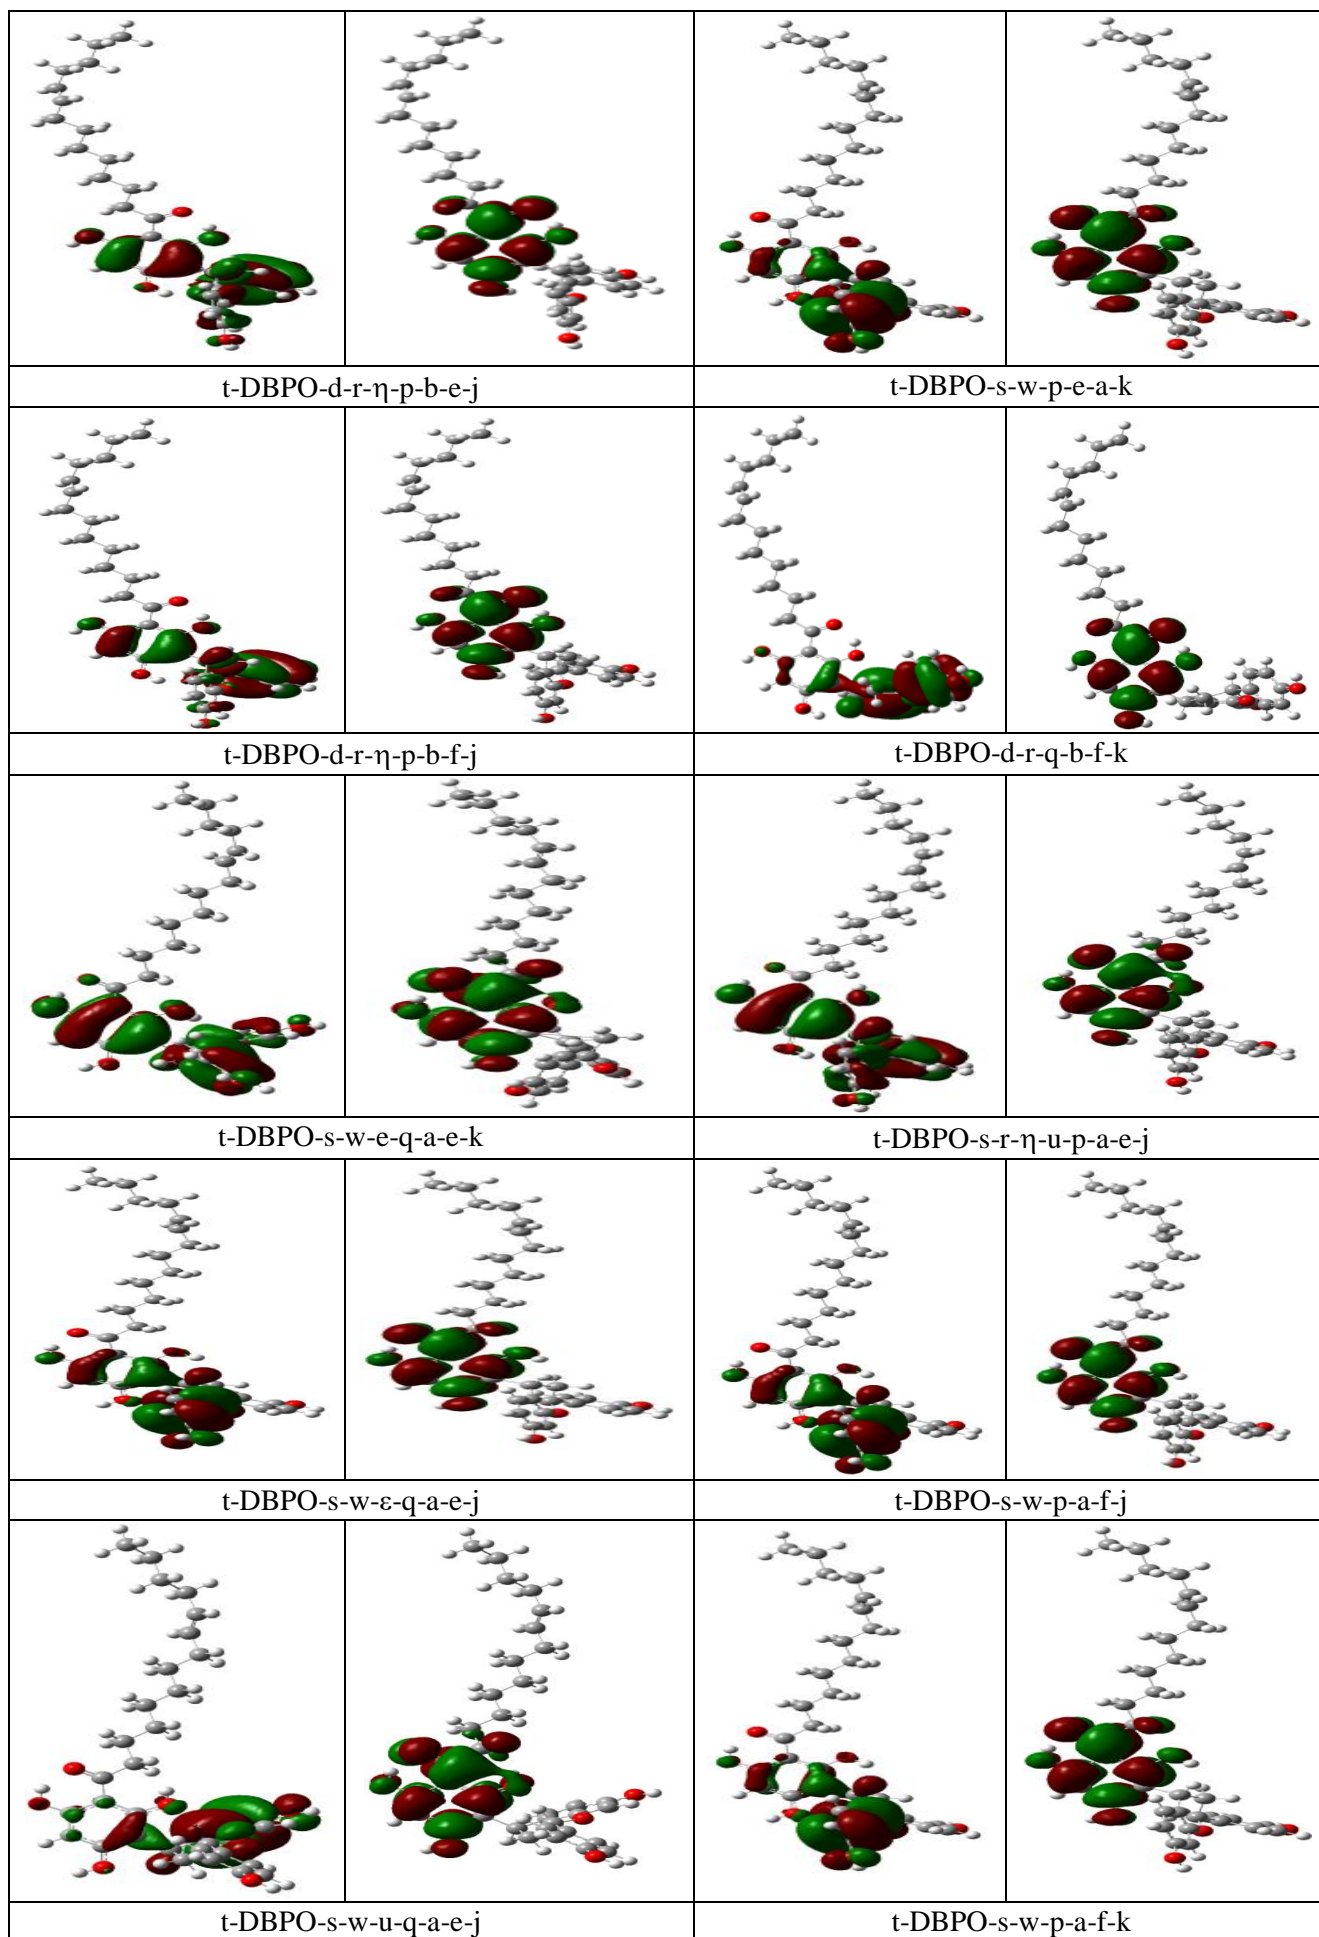 t-DBPO-d-r-η-p-b-e-j
t-DBPO-s-w-p-e-a-k
t-DBPO-d-r-η-p-b-f-j
t-DBPO-d-r-q-b-f-k
t-DBPO-s-w-e-q-a-e-k
t-DBPO-s-r-η-u-p-a-e-j
t-DBPO-s-w-ε-q-a-e-j
t-DBPO-s-w-p-a-f-j
t-DBPO-s-w-u-q-a-e-j
t-DBPO-s-w-p-a-f-k